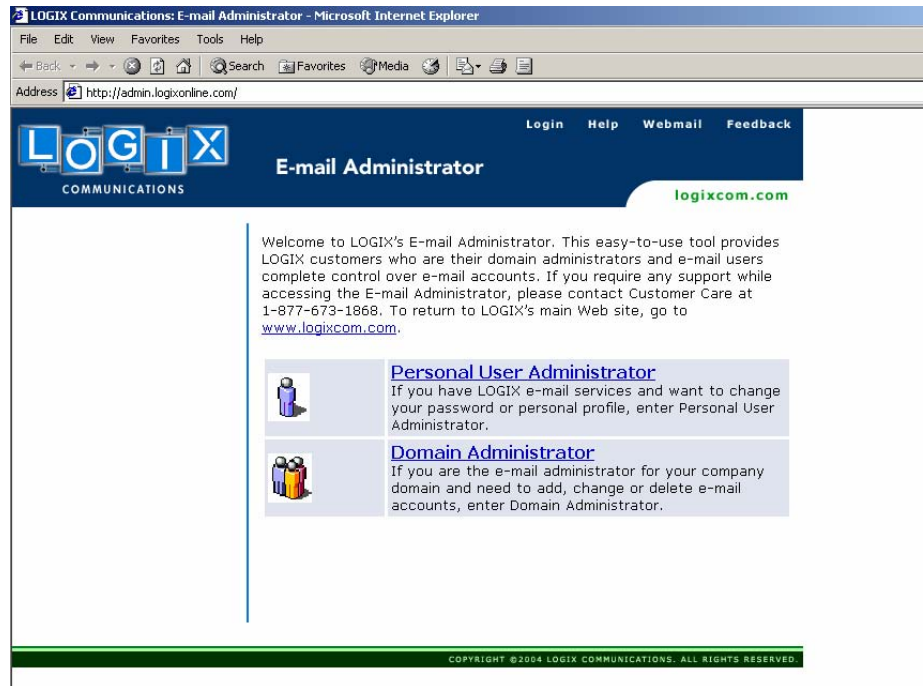 LOGIX Communications: E-mail Administrator - Microsoft Internet Explorer
File Edit View Favorites Tools Help
Back Search Favorites Media
Address http://admin.logixonline.com/
Login Help Webmail Feedback
LOGIX
COMMUNICATIONS
E-mail Administrator
logixcom.com
Welcome to LOGIX's E-mail Administrator. This easy-to-use tool provides
LOGIX customers who are their domain administrators and e-mail users
complete control over e-mail accounts. If you require any support while
accessing the E-mail Administrator, please contact Customer Care at
1-877-673-1868. To return to LOGIX's main Web site, go to
www.logixcom.com.
Personal User Administrator
If you have LOGIX e-mail services and want to change
your password or personal profile, enter Personal User
Administrator.
Domain Administrator
If you are the e-mail administrator for your company
domain and need to add, change or delete e-mail
accounts, enter Domain Administrator.
COPYRIGHT ©2004 LOGIX COMMUNICATIONS. ALL RIGHTS RESERVED.